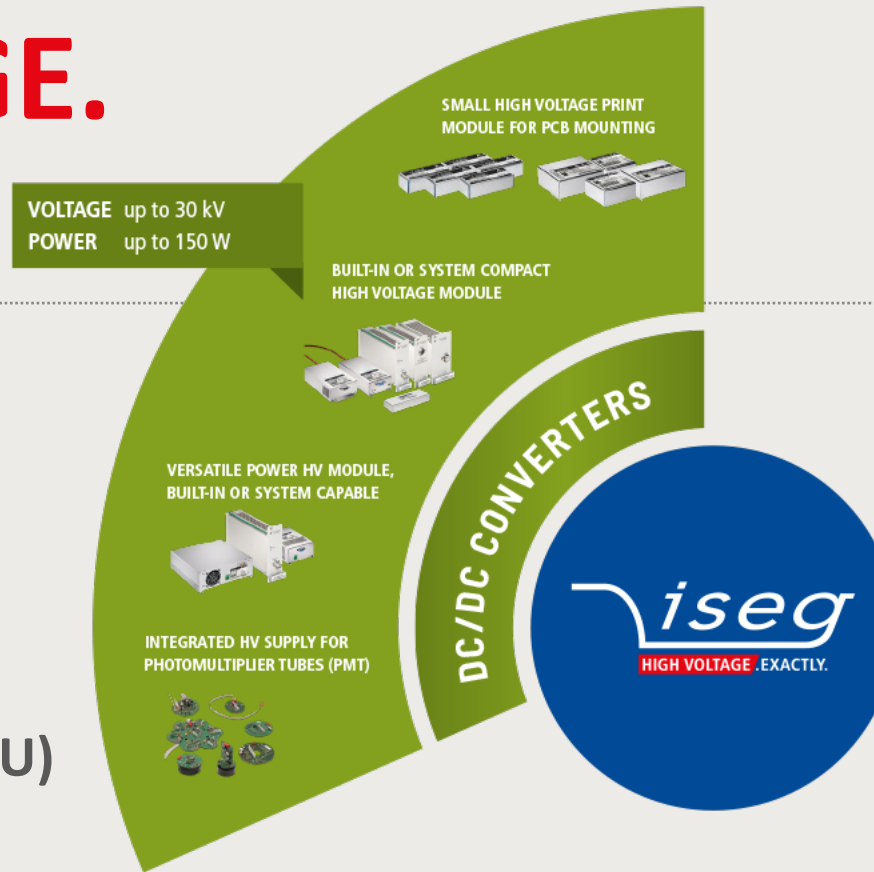 GE.
SMALL HIGH VOLTAGE PRINT
MODULE FOR PCB MOUNTING
VOLTAGE up to 30 kV
POWER up to 150 W
BUILT-IN OR SYSTEM COMPACT
HIGH VOLTAGE MODULE
DC/DC CONVERTERS
VERSATILE POWER HV MODULE,
BUILT-IN OR SYSTEM CAPABLE
iseg
HIGH VOLTAGE.EXACTLY.
INTEGRATED HV SUPPLY FOR
PHOTOMULTIPLIER TUBES (PMT)
U)